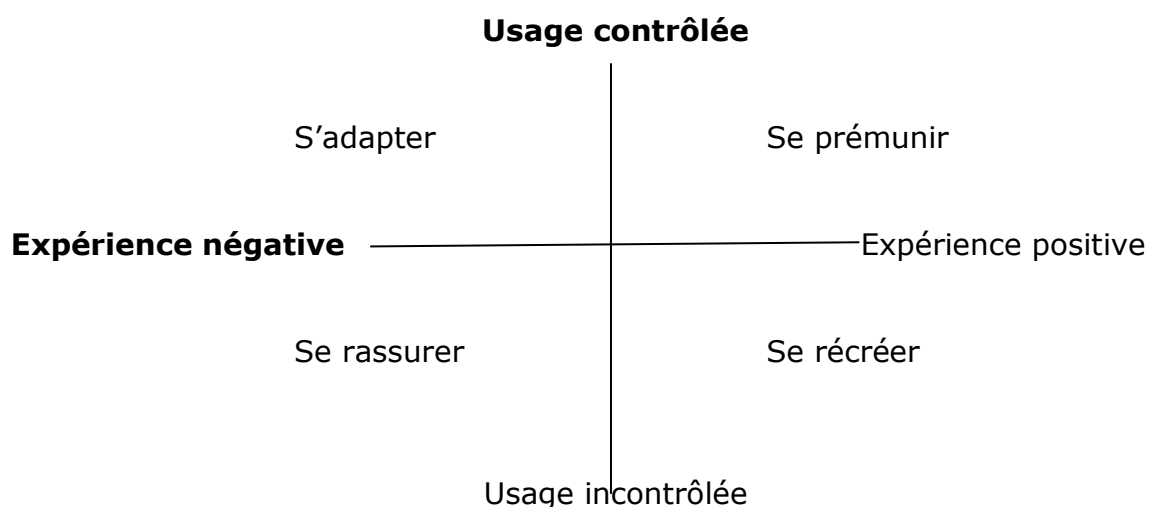 Usage contrôlée
S’adapter
Se prémunir
Expérience négative
Expérience positive
Se rassurer
Se récréer
Usage incontrôlée